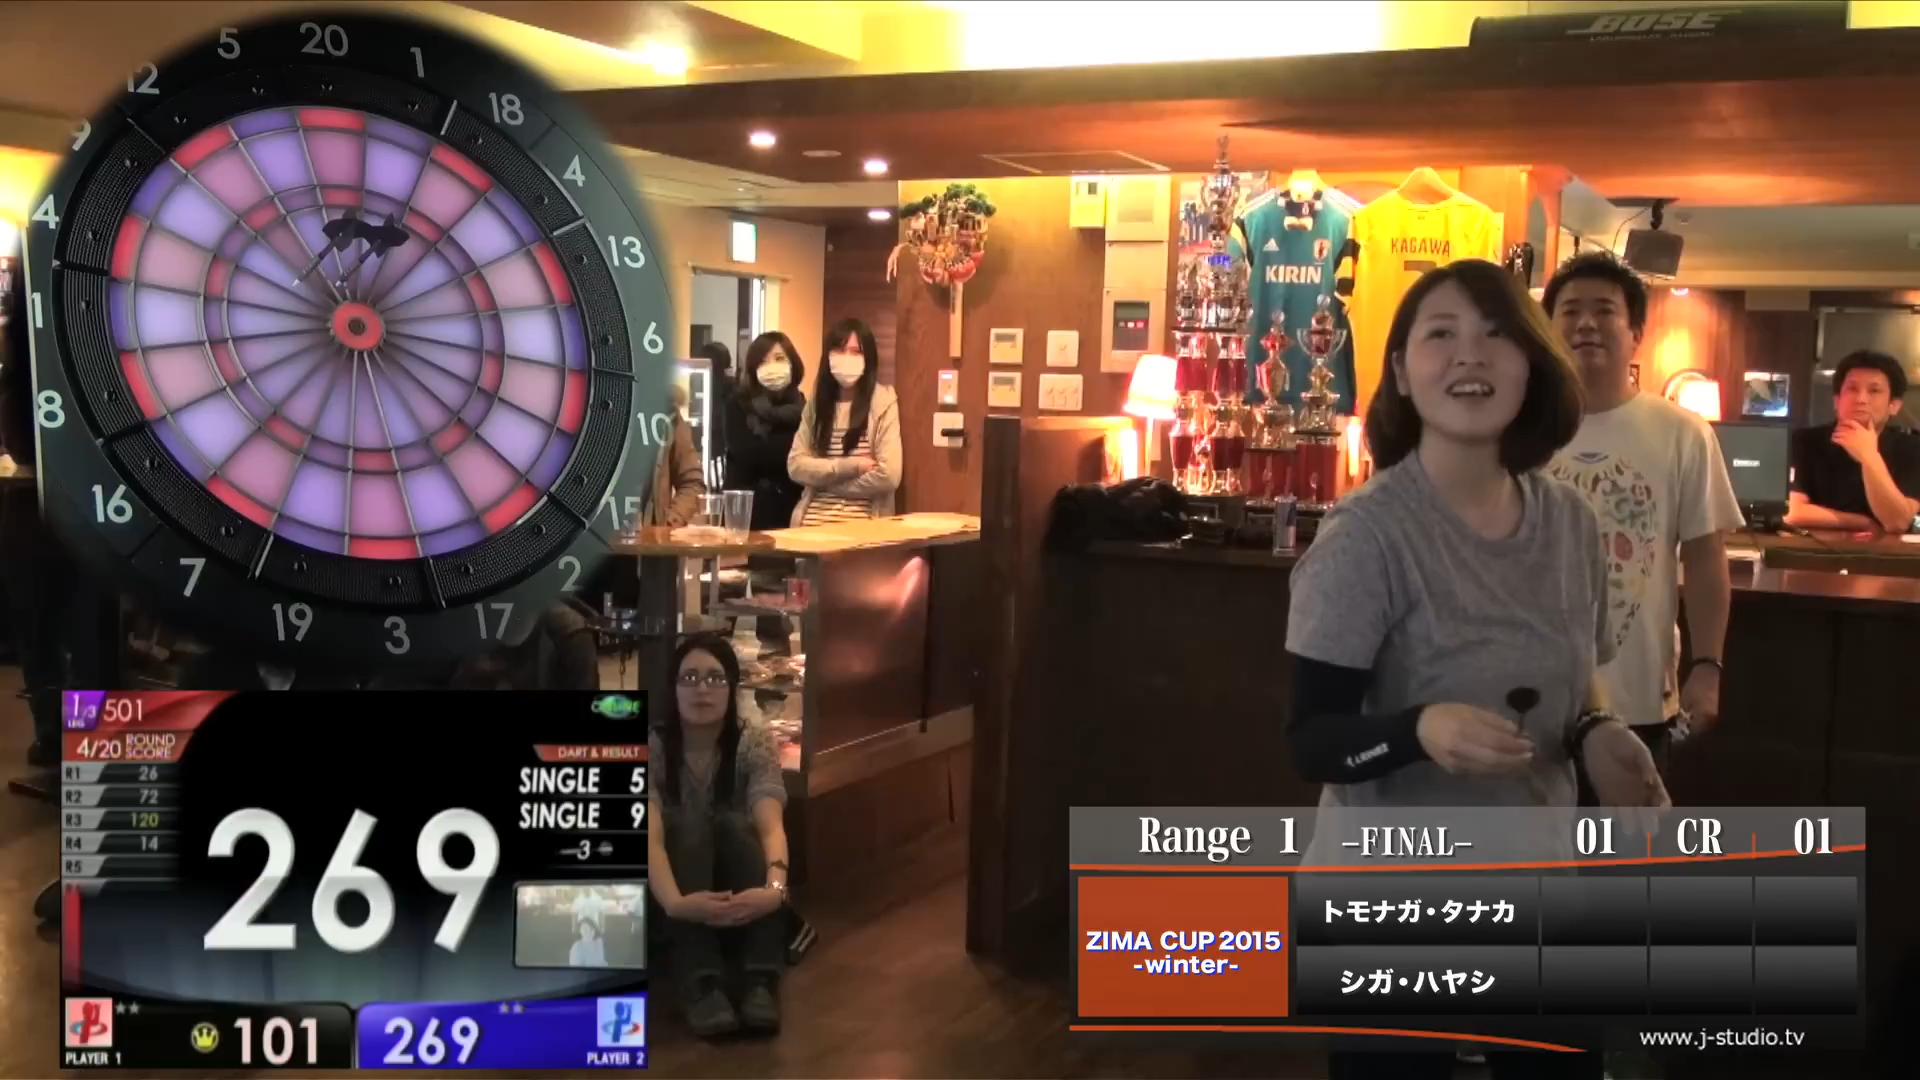 5 20 1 18 4 13 6 10 15 2 17 3 19 7 16 8 1 4 9 12
BOSE
KIRIN
KAGAWA
1/3 501
LEG
ONLINE
4/20 ROUND SCORE
R1 26
R2 72
R3 120
R4 14
R5
269
DART & RESULT
SINGLE 5
SINGLE 9
3
101
269
PLAYER 1
PLAYER 2
Range 1 -FINAL- 01 CR 01
ZIMA CUP 2015
-winter-
トモナガ・タナカ
シガ・ハヤシ
www.j-studio.tv